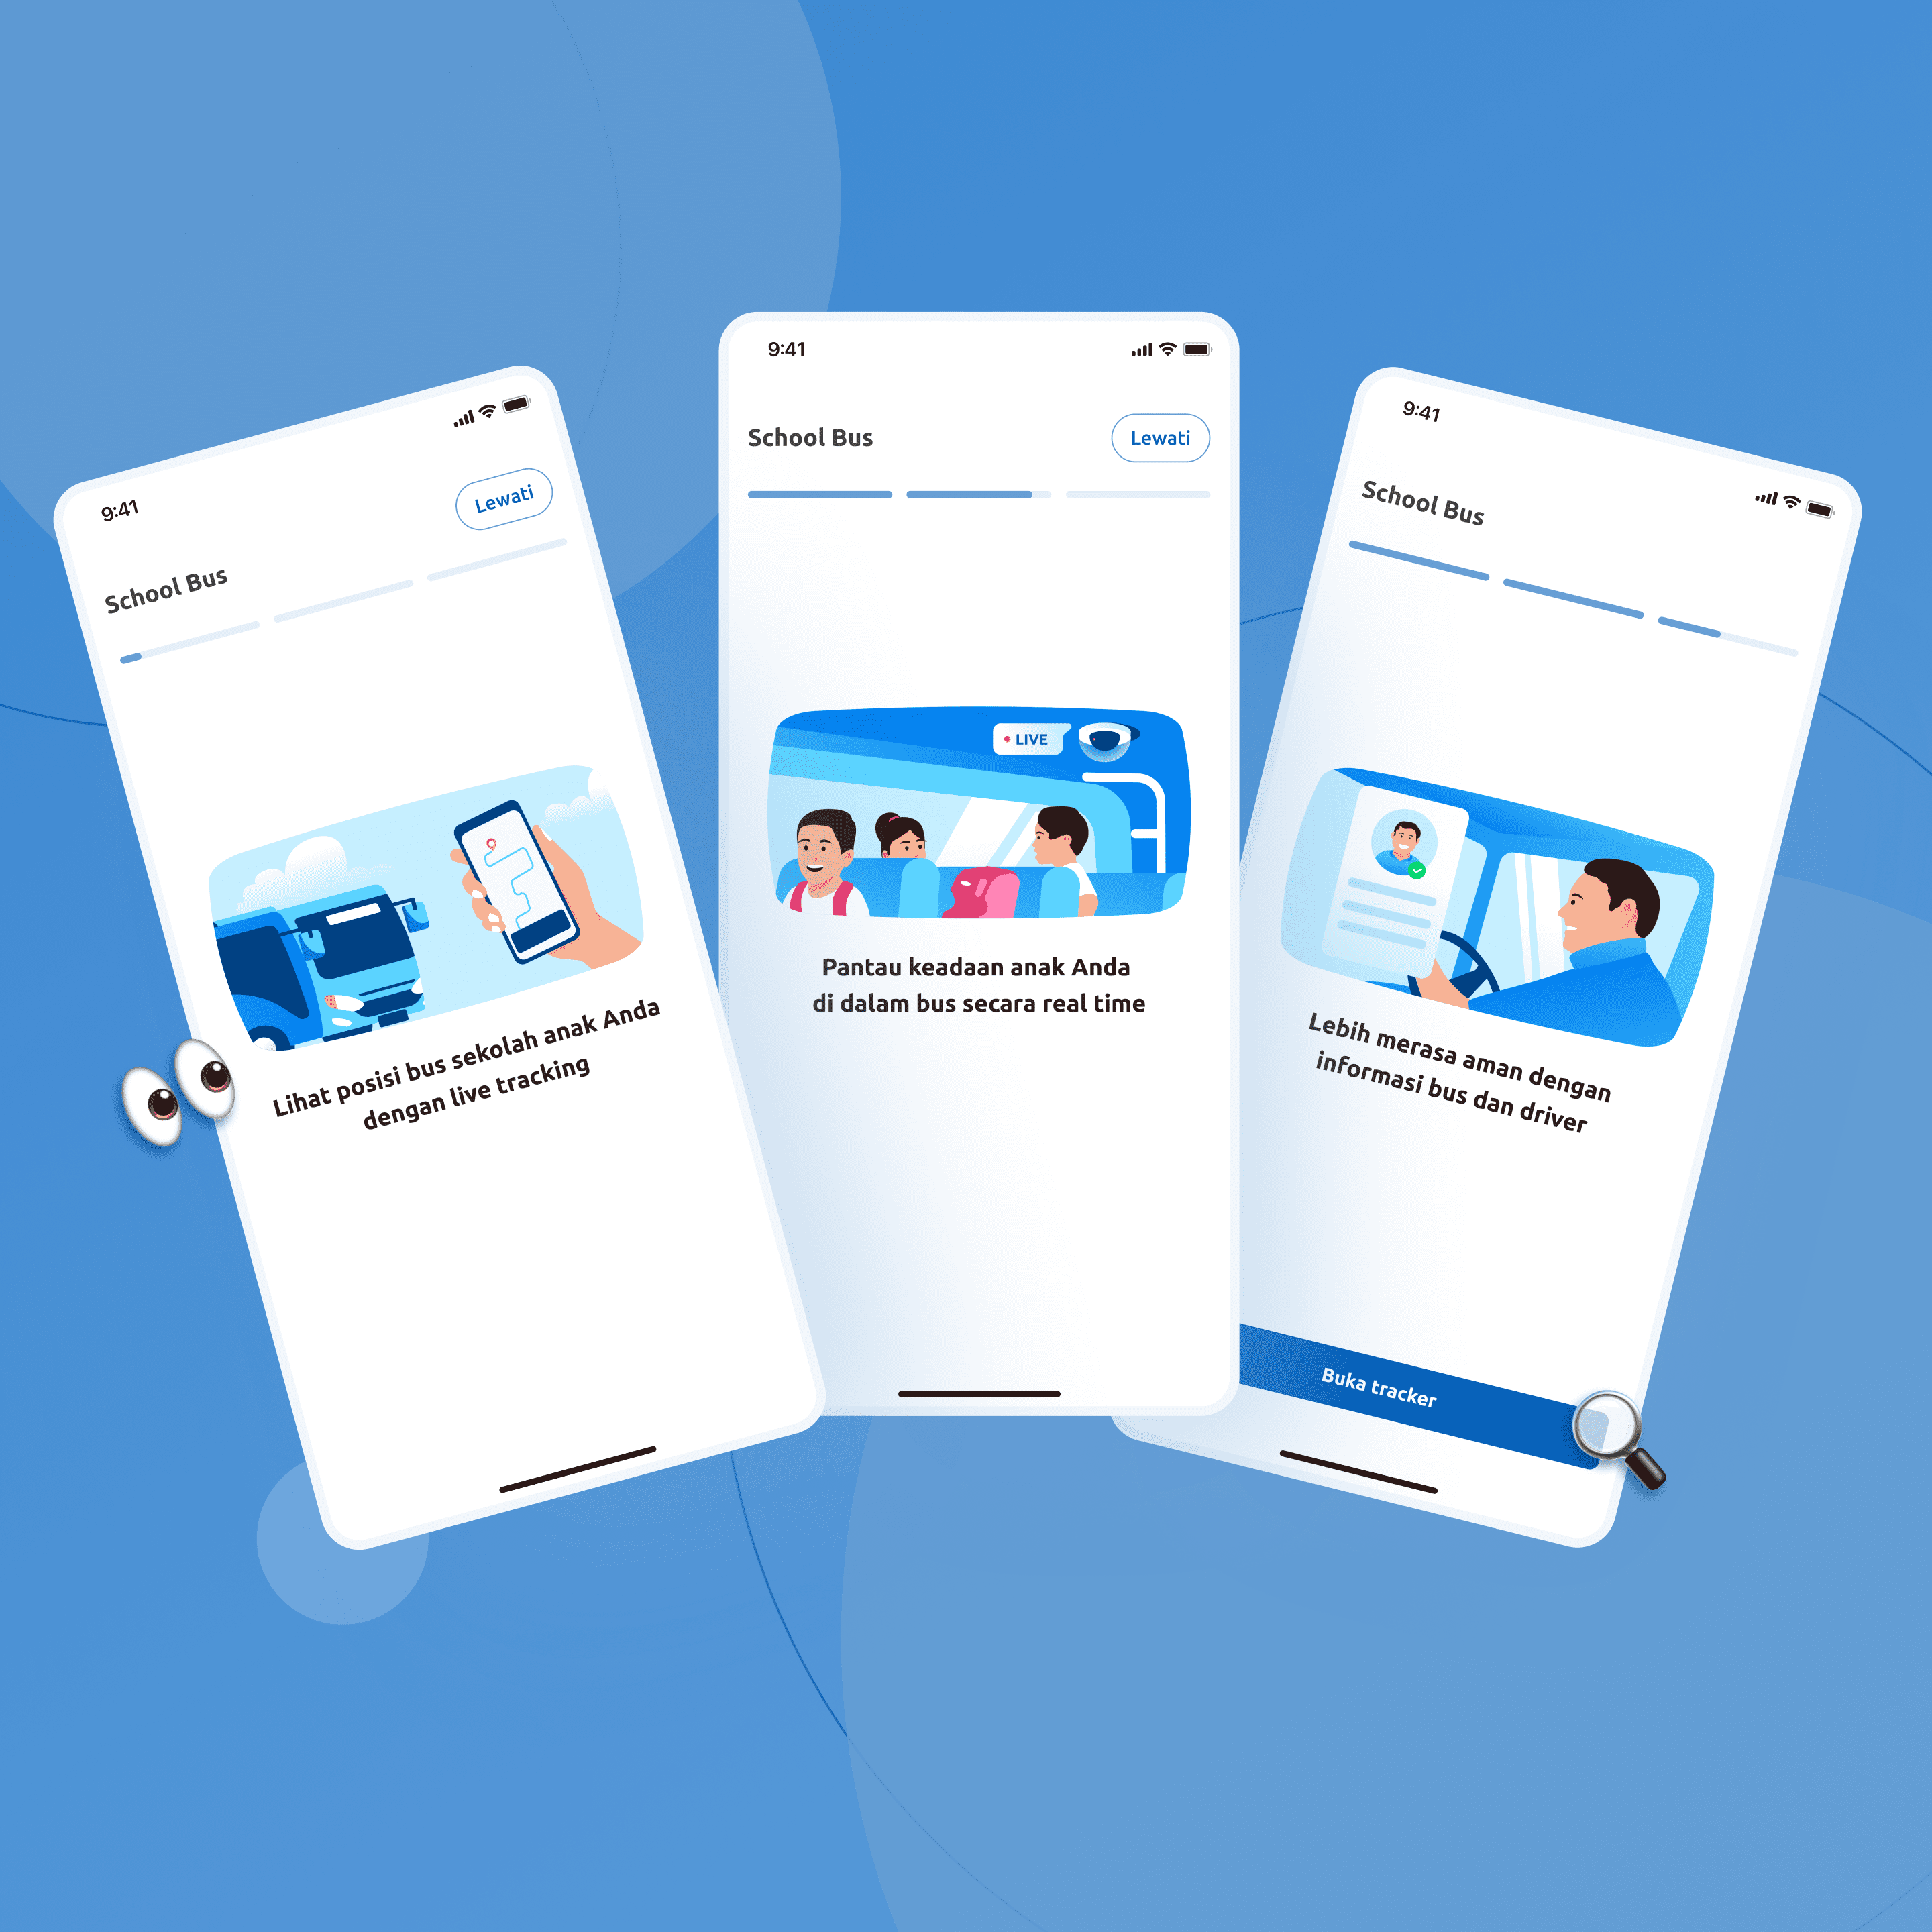 9:41
Lewati
School Bus
Lihat posisi bus sekolah anak Anda
dengan live tracking
9:41
School Bus
Lewati
LIVE
Pantau keadaan anak Anda
di dalam bus secara real time
9:41
School Bus
Lebih merasa aman dengan
informasi bus dan driver
Buka tracker